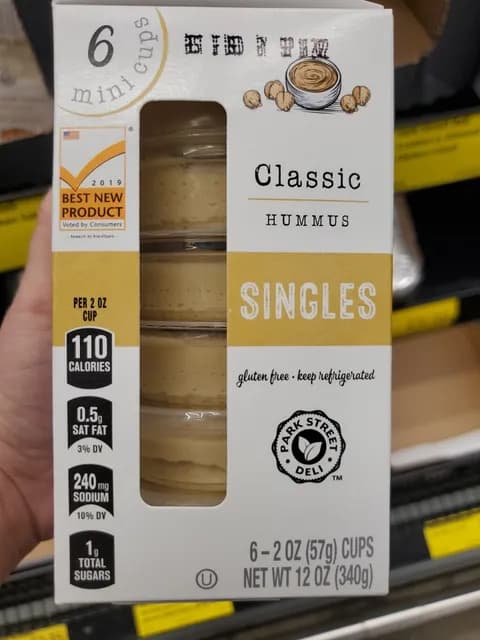 6
mini cups
2019
BEST NEW
PRODUCT
Voted by Consumers
Classic
HUMMUS
SINGLES
PER 2 OZ
CUP
110
CALORIES
0.5g
SAT FAT
3% DV
240mg
SODIUM
10% DV
1g
TOTAL
SUGARS
gluten free • keep refrigerated
PARK STREET
DELI
TM
U
6 – 2 OZ (57g) CUPS
NET WT 12 OZ (340g)